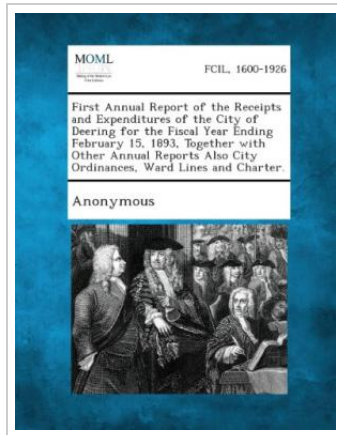 MOML
FCIL, 1600-1926
First Annual Report of the Receipts
and Expenditures of the City of
Deering for the Fiscal Year Ending
February 15, 1893, Together with
Other Annual Reports Also City
Ordinances, Ward Lines and Charter.
Anonymous